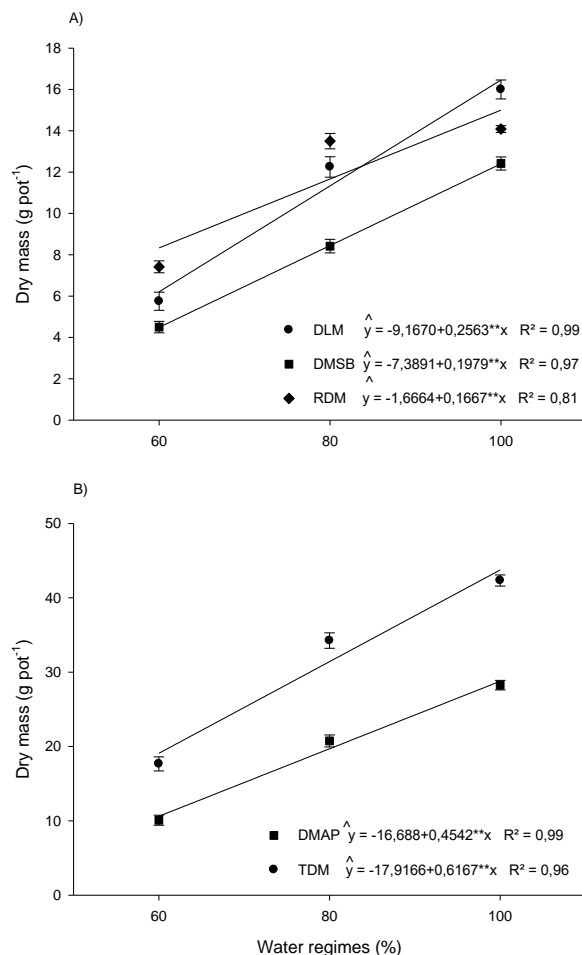 A)
18
16
14
12
10
8
6
4
2
0
Dry mass (g pot⁻¹)
DLM ŷ = -9,1670+0,2563**x R² = 0,99
DMSB ŷ = -7,3891+0,1979**x R² = 0,97
RDM ŷ = -1,6664+0,1667**x R² = 0,81
60 80 100
B)
50
40
30
20
10
0
Dry mass (g pot⁻¹)
DMAP ŷ = -16,688+0,4542**x R² = 0,99
TDM ŷ = -17,9166+0,6167**x R² = 0,96
60 80 100
Water regimes (%)